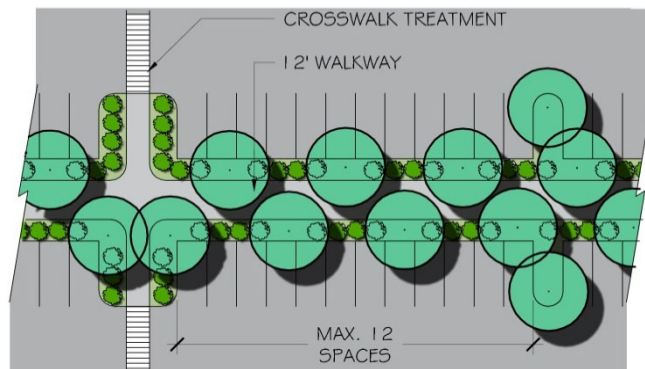 CROSSWALK TREATMENT
12' WALKWAY
MAX. 12
SPACES